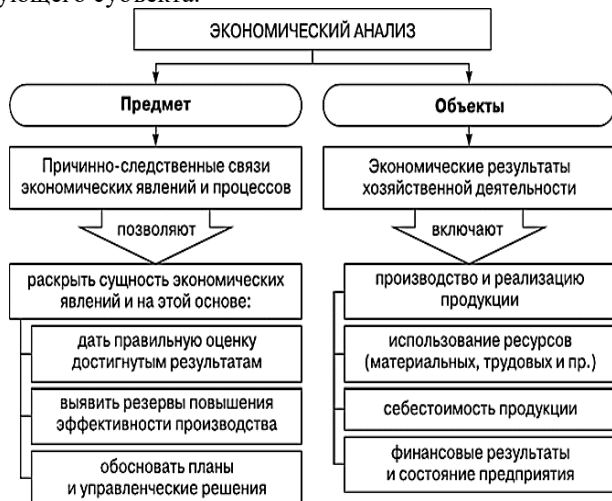 ующего субъекта.
ЭКОНОМИЧЕСКИЙ АНАЛИЗ
Предмет
Причинно-следственные связи
экономических явлений и процессов
позволяют
раскрыть сущность экономических
явлений и на этой основе:
дать правильную оценку
достигнутым результатам
выявить резервы повышения
эффективности производства
обосновать планы
и управленческие решения
Объекты
Экономические результаты
хозяйственной деятельности
включают
производство и реализацию
продукции
использование ресурсов
(материальных, трудовых и пр.)
себестоимость продукции
финансовые результаты
и состояние предприятия